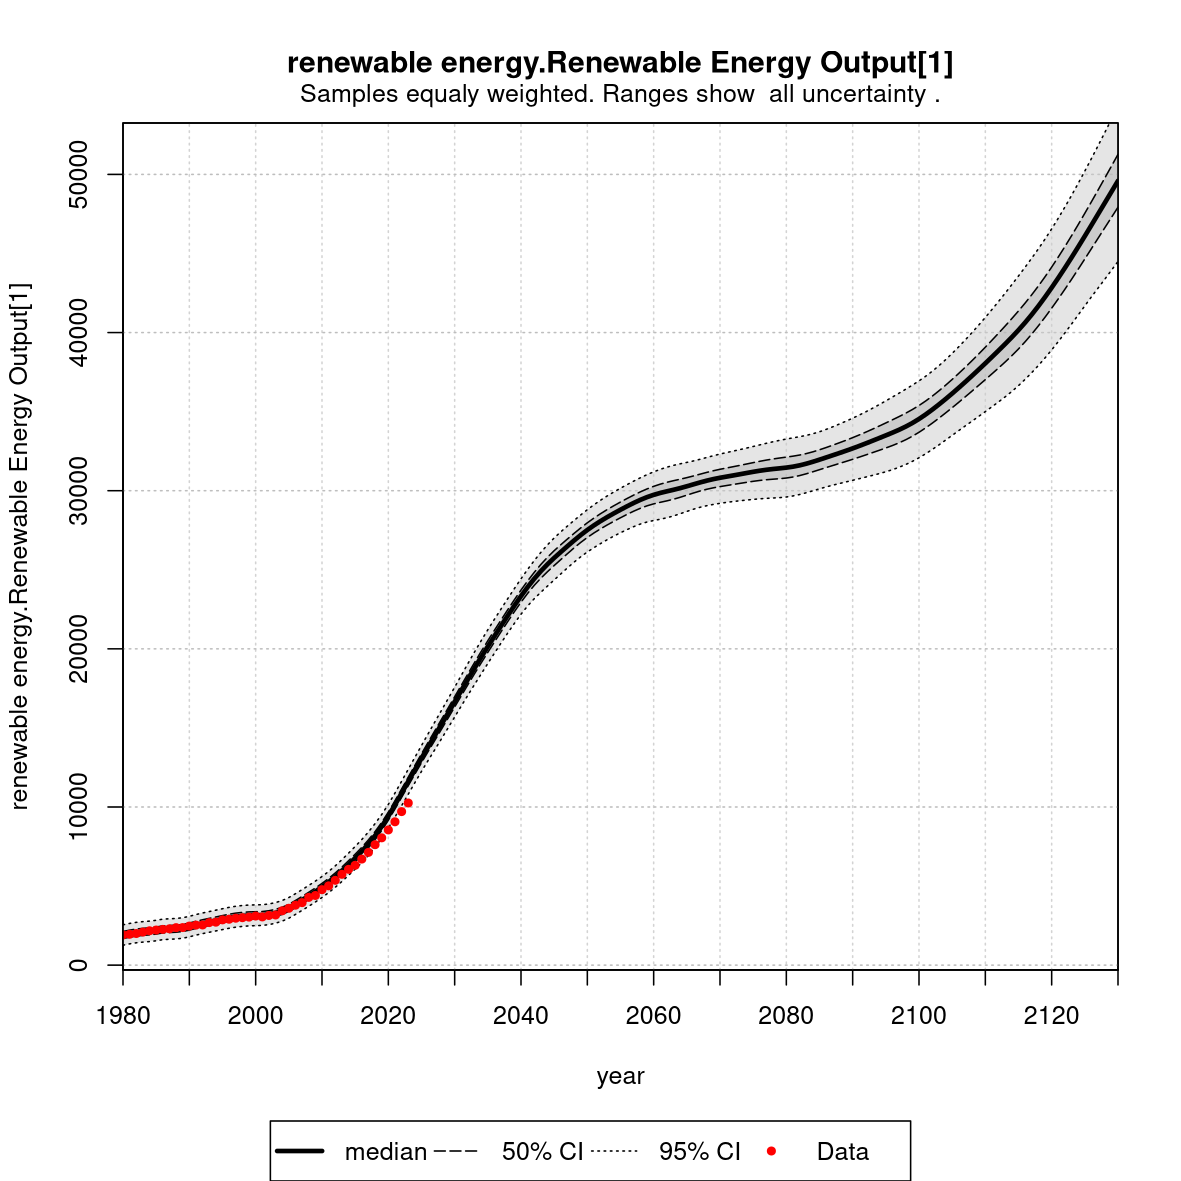 renewable energy.Renewable Energy Output[1]
Samples equaly weighted. Ranges show  all uncertainty .
renewable energy.Renewable Energy Output[1]
50000
40000
30000
20000
10000
0
1980 2000 2020 2040 2060 2080 2100 2120
year
median 50% CI 95% CI Data